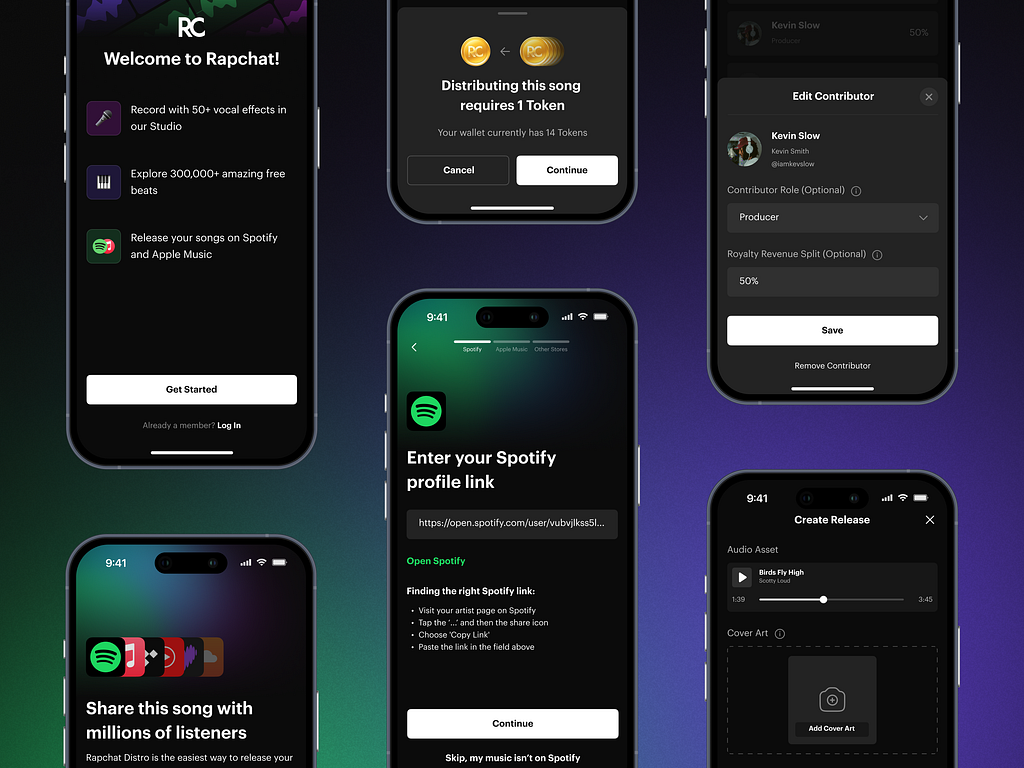 RC
Welcome to Rapchat!
Record with 50+ vocal effects in
our Studio
Explore 300,000+ amazing free
beats
Release your songs on Spotify
and Apple Music
Get Started
Already a member? Log In
9:41
Share this song with
millions of listeners
Rapchat Distro is the easiest way to release your
RC
RC
Distributing this song
requires 1 Token
Your wallet currently has 14 Tokens
Cancel
Continue
9:41
Spotify
Apple Music
Other Stores
Enter your Spotify
profile link
https://open.spotify.com/user/vubvjlkss5l...
Open Spotify
Finding the right Spotify link:
• Visit your artist page on Spotify
• Tap the '...' and then the share icon
• Choose 'Copy Link'
• Paste the link in the field above
Continue
Skip, my music isn't on Spotify
Kevin Slow
Producer
50%
Edit Contributor
Kevin Slow
Kevin Smith
@iamkevslow
Contributor Role (Optional)
Producer
Royalty Revenue Split (Optional)
50%
Save
Remove Contributor
9:41
Create Release
Audio Asset
Birds Fly High
Scotty Loud
1:39
3:45
Cover Art
Add Cover Art